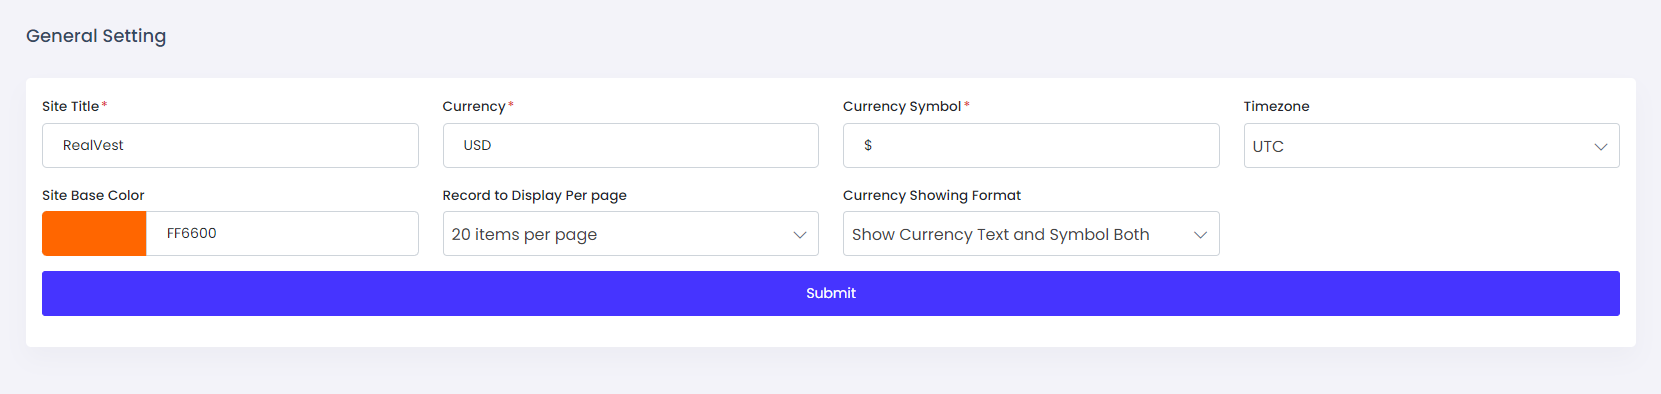 General Setting
Site Title*
Currency*
Currency Symbol*
Timezone
RealVest
USD
$
UTC
Site Base Color
Record to Display Per page
Currency Showing Format
FF6600
20 items per page
Show Currency Text and Symbol Both
Submit